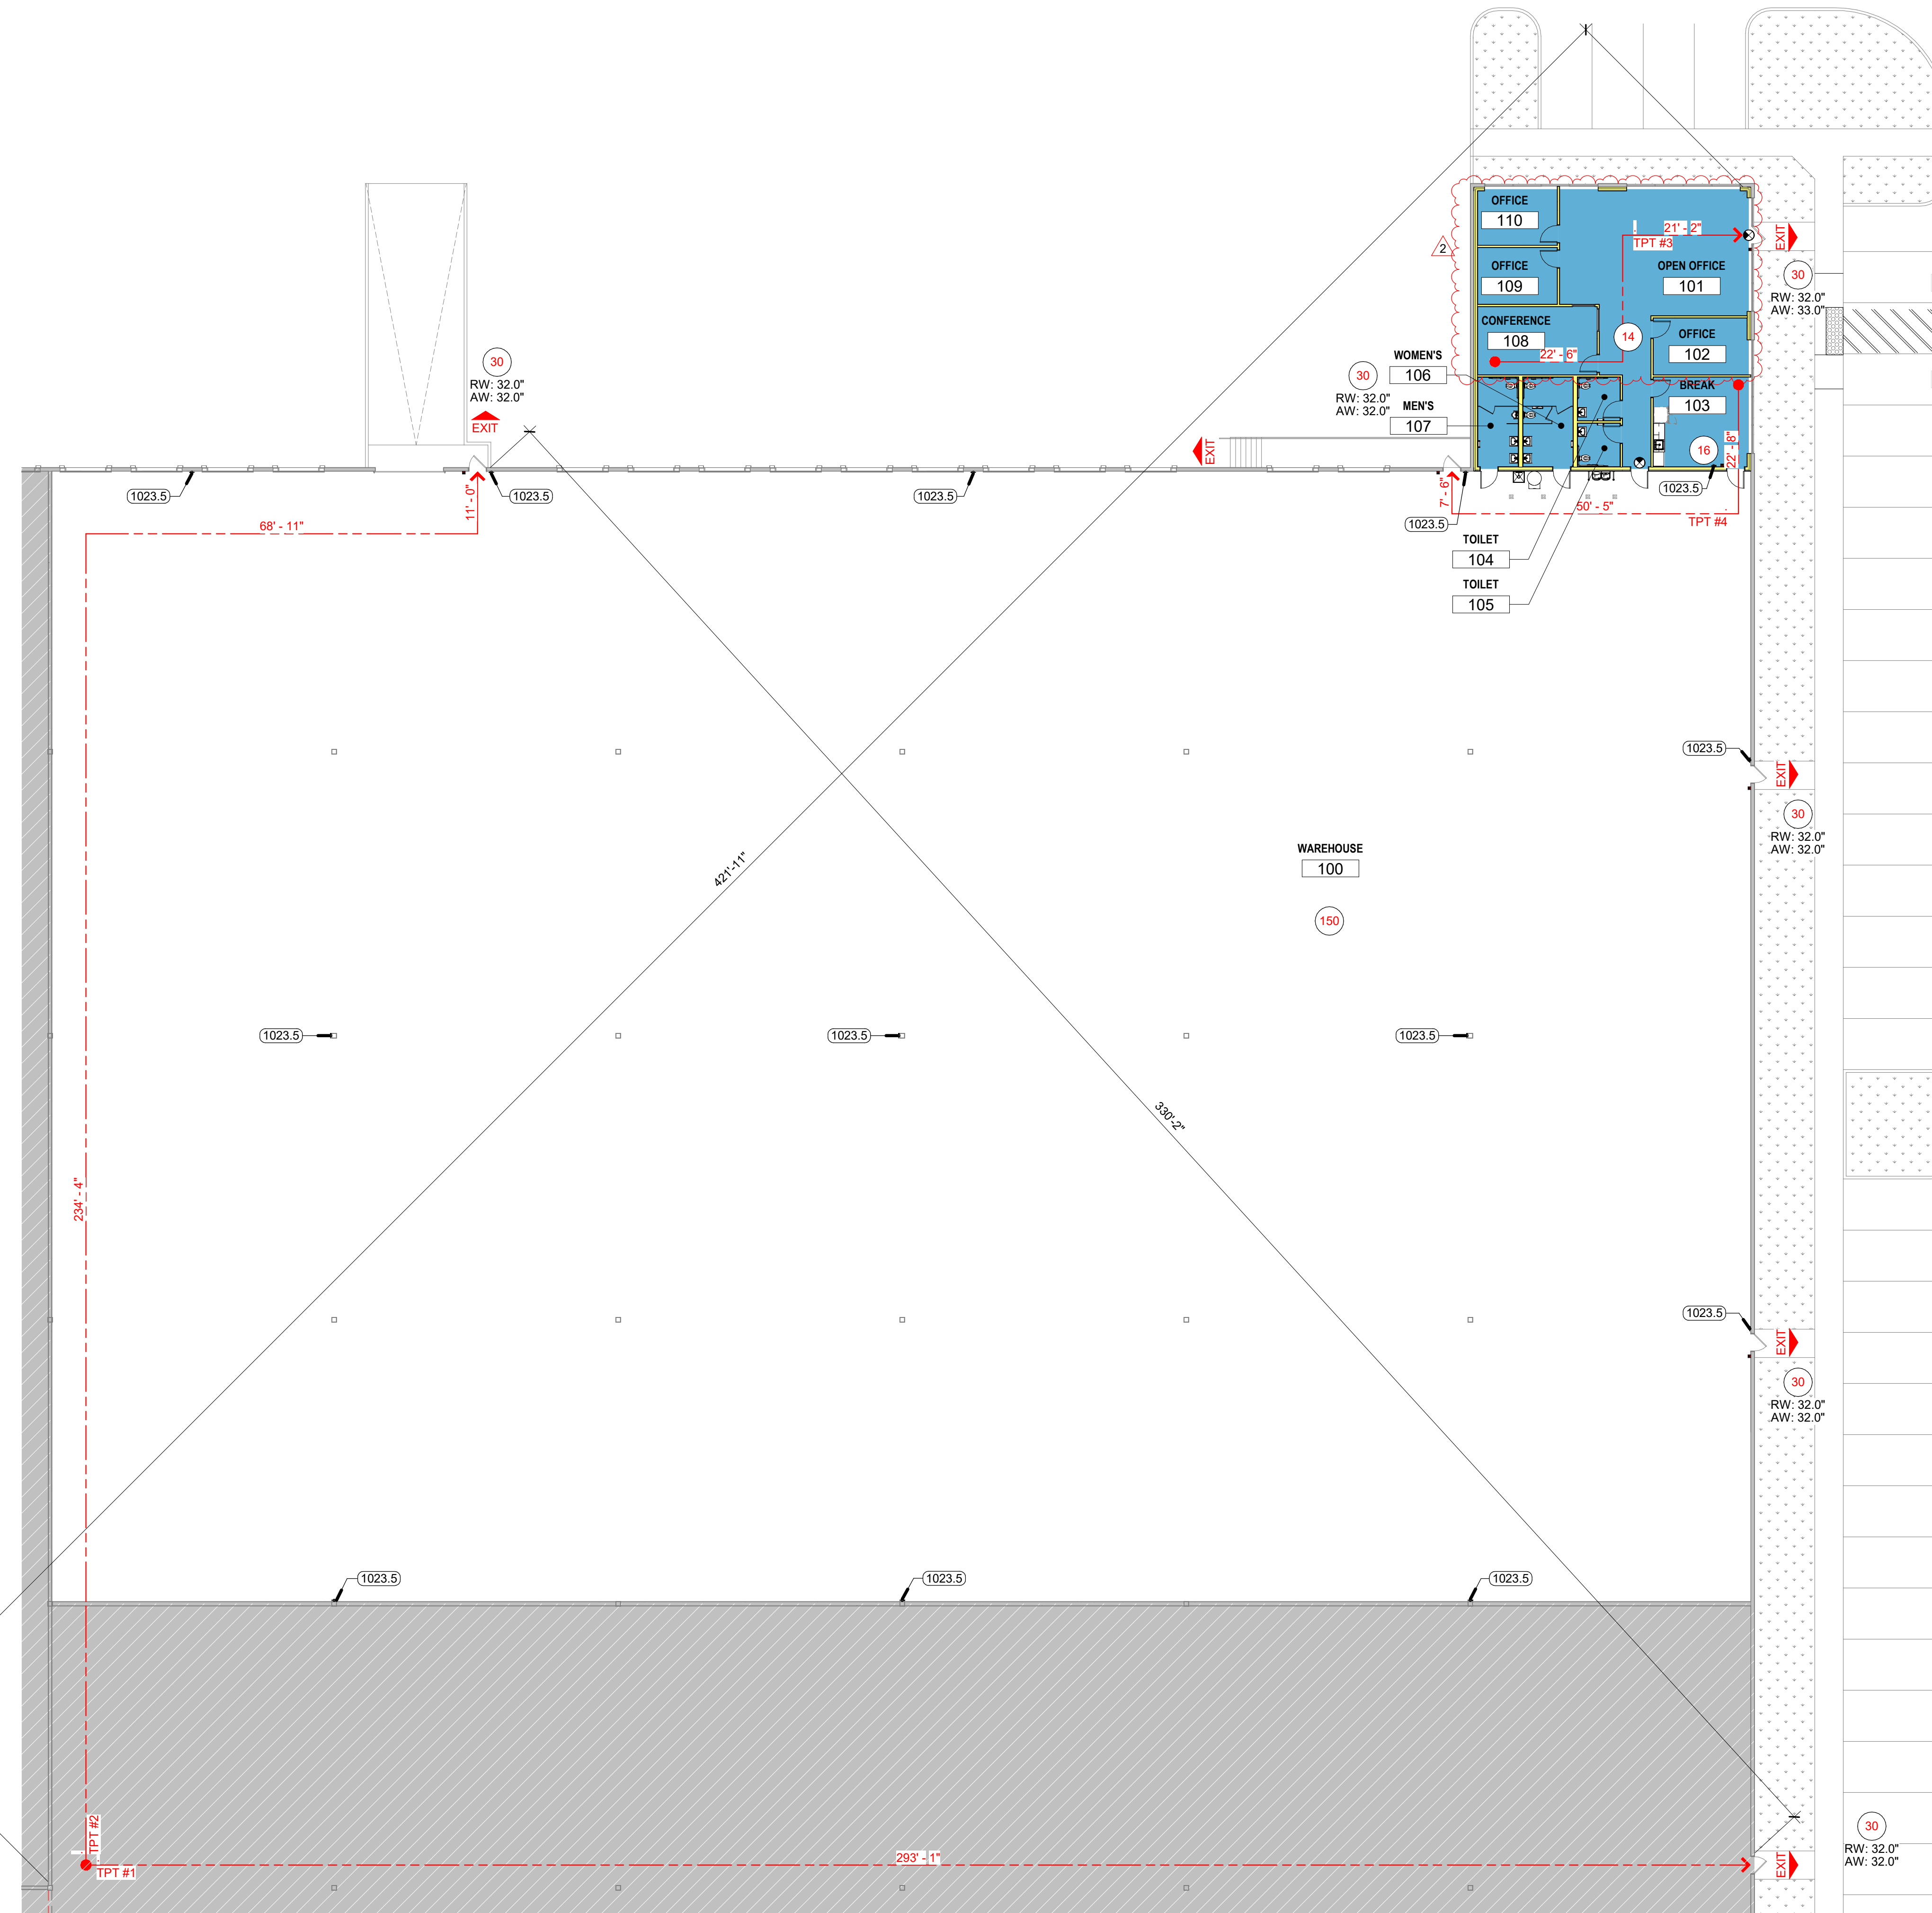 OFFICE
110
21' - 2"
TPT #3
EXIT
2
OFFICE
109
OPEN OFFICE
101
30
RW: 32.0"
AW: 33.0"
CONFERENCE
108
14
OFFICE
102
22' - 6"
30
RW: 32.0"
AW: 32.0"
EXIT
WOMEN'S
106
30
RW: 32.0"
AW: 32.0"
MEN'S
107
BREAK
103
EXIT
16
22' - 8"
1023.5
1023.5
1023.5
1023.5
11' - 0"
68' - 11"
7' - 6"
50' - 5"
1023.5
TPT #4
TOILET
104
TOILET
105
1023.5
EXIT
30
RW: 32.0"
AW: 32.0"
WAREHOUSE
100
421'-11"
150
1023.5
1023.5
1023.5
330'-2"
234' - 4"
1023.5
EXIT
30
RW: 32.0"
AW: 32.0"
1023.5
1023.5
1023.5
TPT #2
TPT #1
293' - 1"
EXIT
30
RW: 32.0"
AW: 32.0"